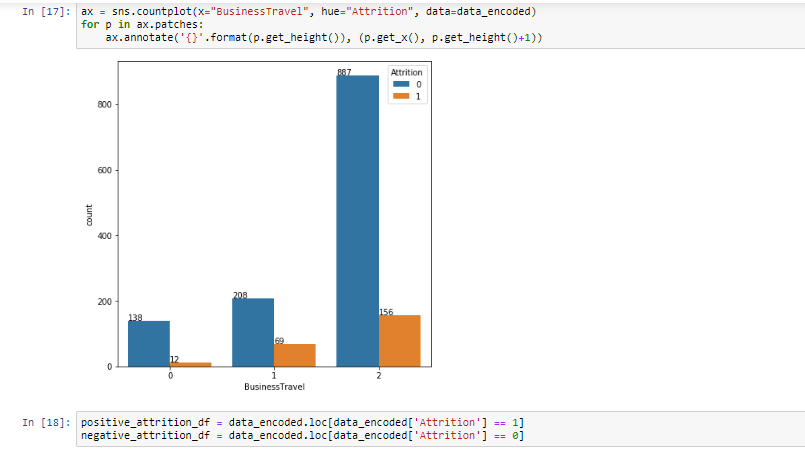 In [17]: ax = sns.countplot(x="BusinessTravel", hue="Attrition", data=data_encoded)
for p in ax.patches:
    ax.annotate('{}'.format(p.get_height()), (p.get_x(), p.get_height()+1))
887
Attrition
0
1
800
600
400
count
208
200
156
138
69
12
0
0 1 2
BusinessTravel
In [18]: positive_attrition_df = data_encoded.loc[data_encoded['Attrition'] == 1]
negative_attrition_df = data_encoded.loc[data_encoded['Attrition'] == 0]